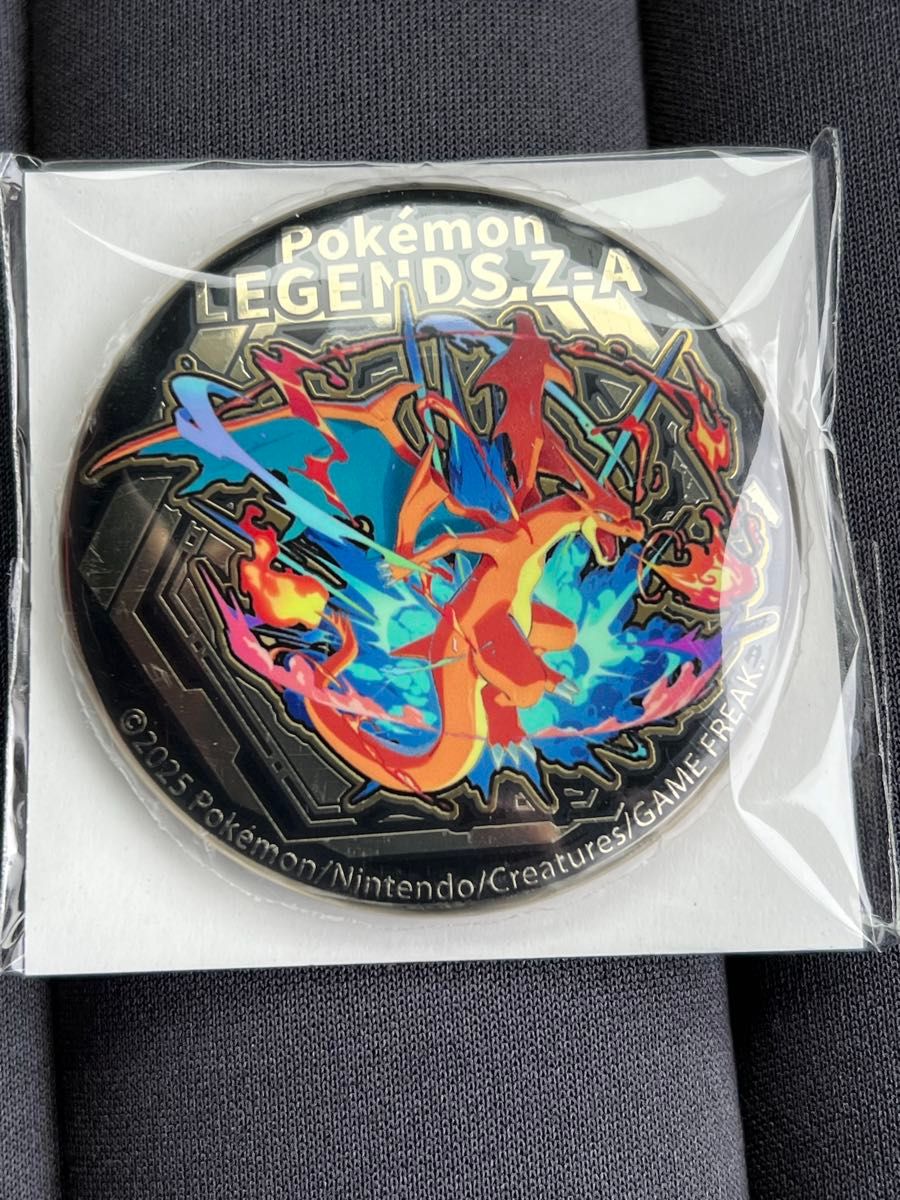 Pokémon
LEGENDS Z-A
©2025 Pokémon/Nintendo/Creatures/GAME FREAK.